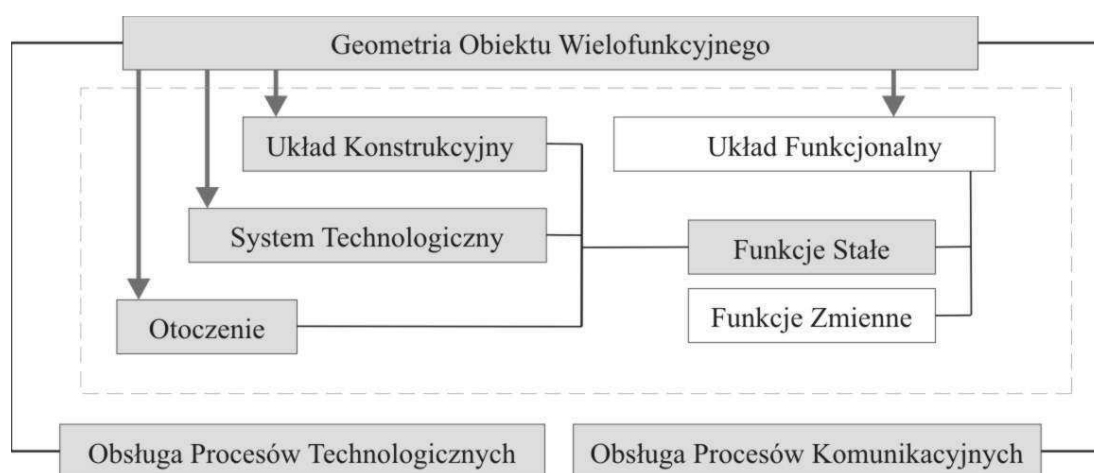 Geometria Obiektu Wielofunkcyjnego
Układ Konstrukcyjny
Układ Funkcjonalny
System Technologiczny
Funkcje Stałe
Otoczenie
Funkcje Zmienne
Obsługa Procesów Technologicznych
Obsługa Procesów Komunikacyjnych